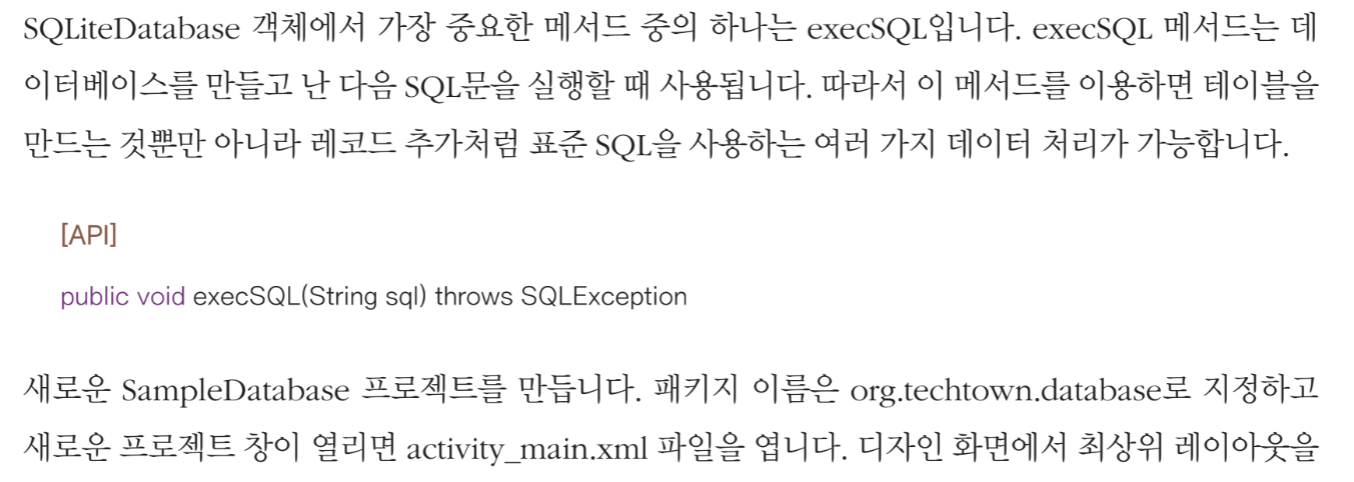 SQLiteDatabase 객체에서 가장 중요한 메서드 중의 하나는 execSQL입니다. execSQL 메서드는 데
이터베이스를 만들고 난 다음 SQL문을 실행할 때 사용됩니다. 따라서 이 메서드를 이용하면 테이블을
만드는 것뿐만 아니라 레코드 추가처럼 표준 SQL을 사용하는 여러 가지 데이터 처리가 가능합니다.
[API]
public void execSQL(String sql) throws SQLException
새로운 SampleDatabase 프로젝트를 만듭니다. 패키지 이름은 org.techtown.database로 지정하고
새로운 프로젝트 창이 열리면 activity_main.xml 파일을 엽니다. 디자인 화면에서 최상위 레이아웃을